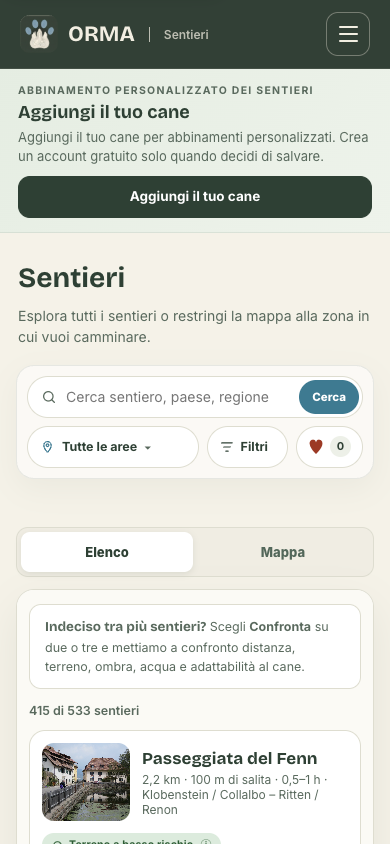 ORMA | Sentieri
ABBINAMENTO PERSONALIZZATO DEI SENTIERI
Aggiungi il tuo cane
Aggiungi il tuo cane per abbinamenti personalizzati. Crea
un account gratuito solo quando decidi di salvare.
Aggiungi il tuo cane
Sentieri
Esplora tutti i sentieri o restringi la mappa alla zona in
cui vuoi camminare.
Cerca sentiero, paese, regione Cerca
Tutte le aree Filtri 0
Elenco Mappa
Indeciso tra più sentieri? Scegli Confronta su
due o tre e mettiamo a confronto distanza,
terreno, ombra, acqua e adattabilità al cane.
415 di 533 sentieri
Passeggiata del Fenn
2,2 km · 100 m di salita · 0,5–1 h ·
Klobenstein / Collalbo – Ritten /
Renon
Terreno a basso rischio